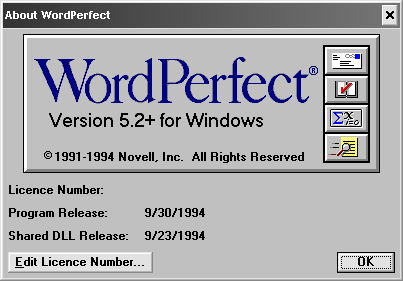 About WordPerfect
WordPerfect®
Version 5.2+ for Windows
©1991-1994 Novell, Inc. All Rights Reserved
Licence Number:
Program Release: 9/30/1994
Shared DLL Release: 9/23/1994
Edit Licence Number... OK